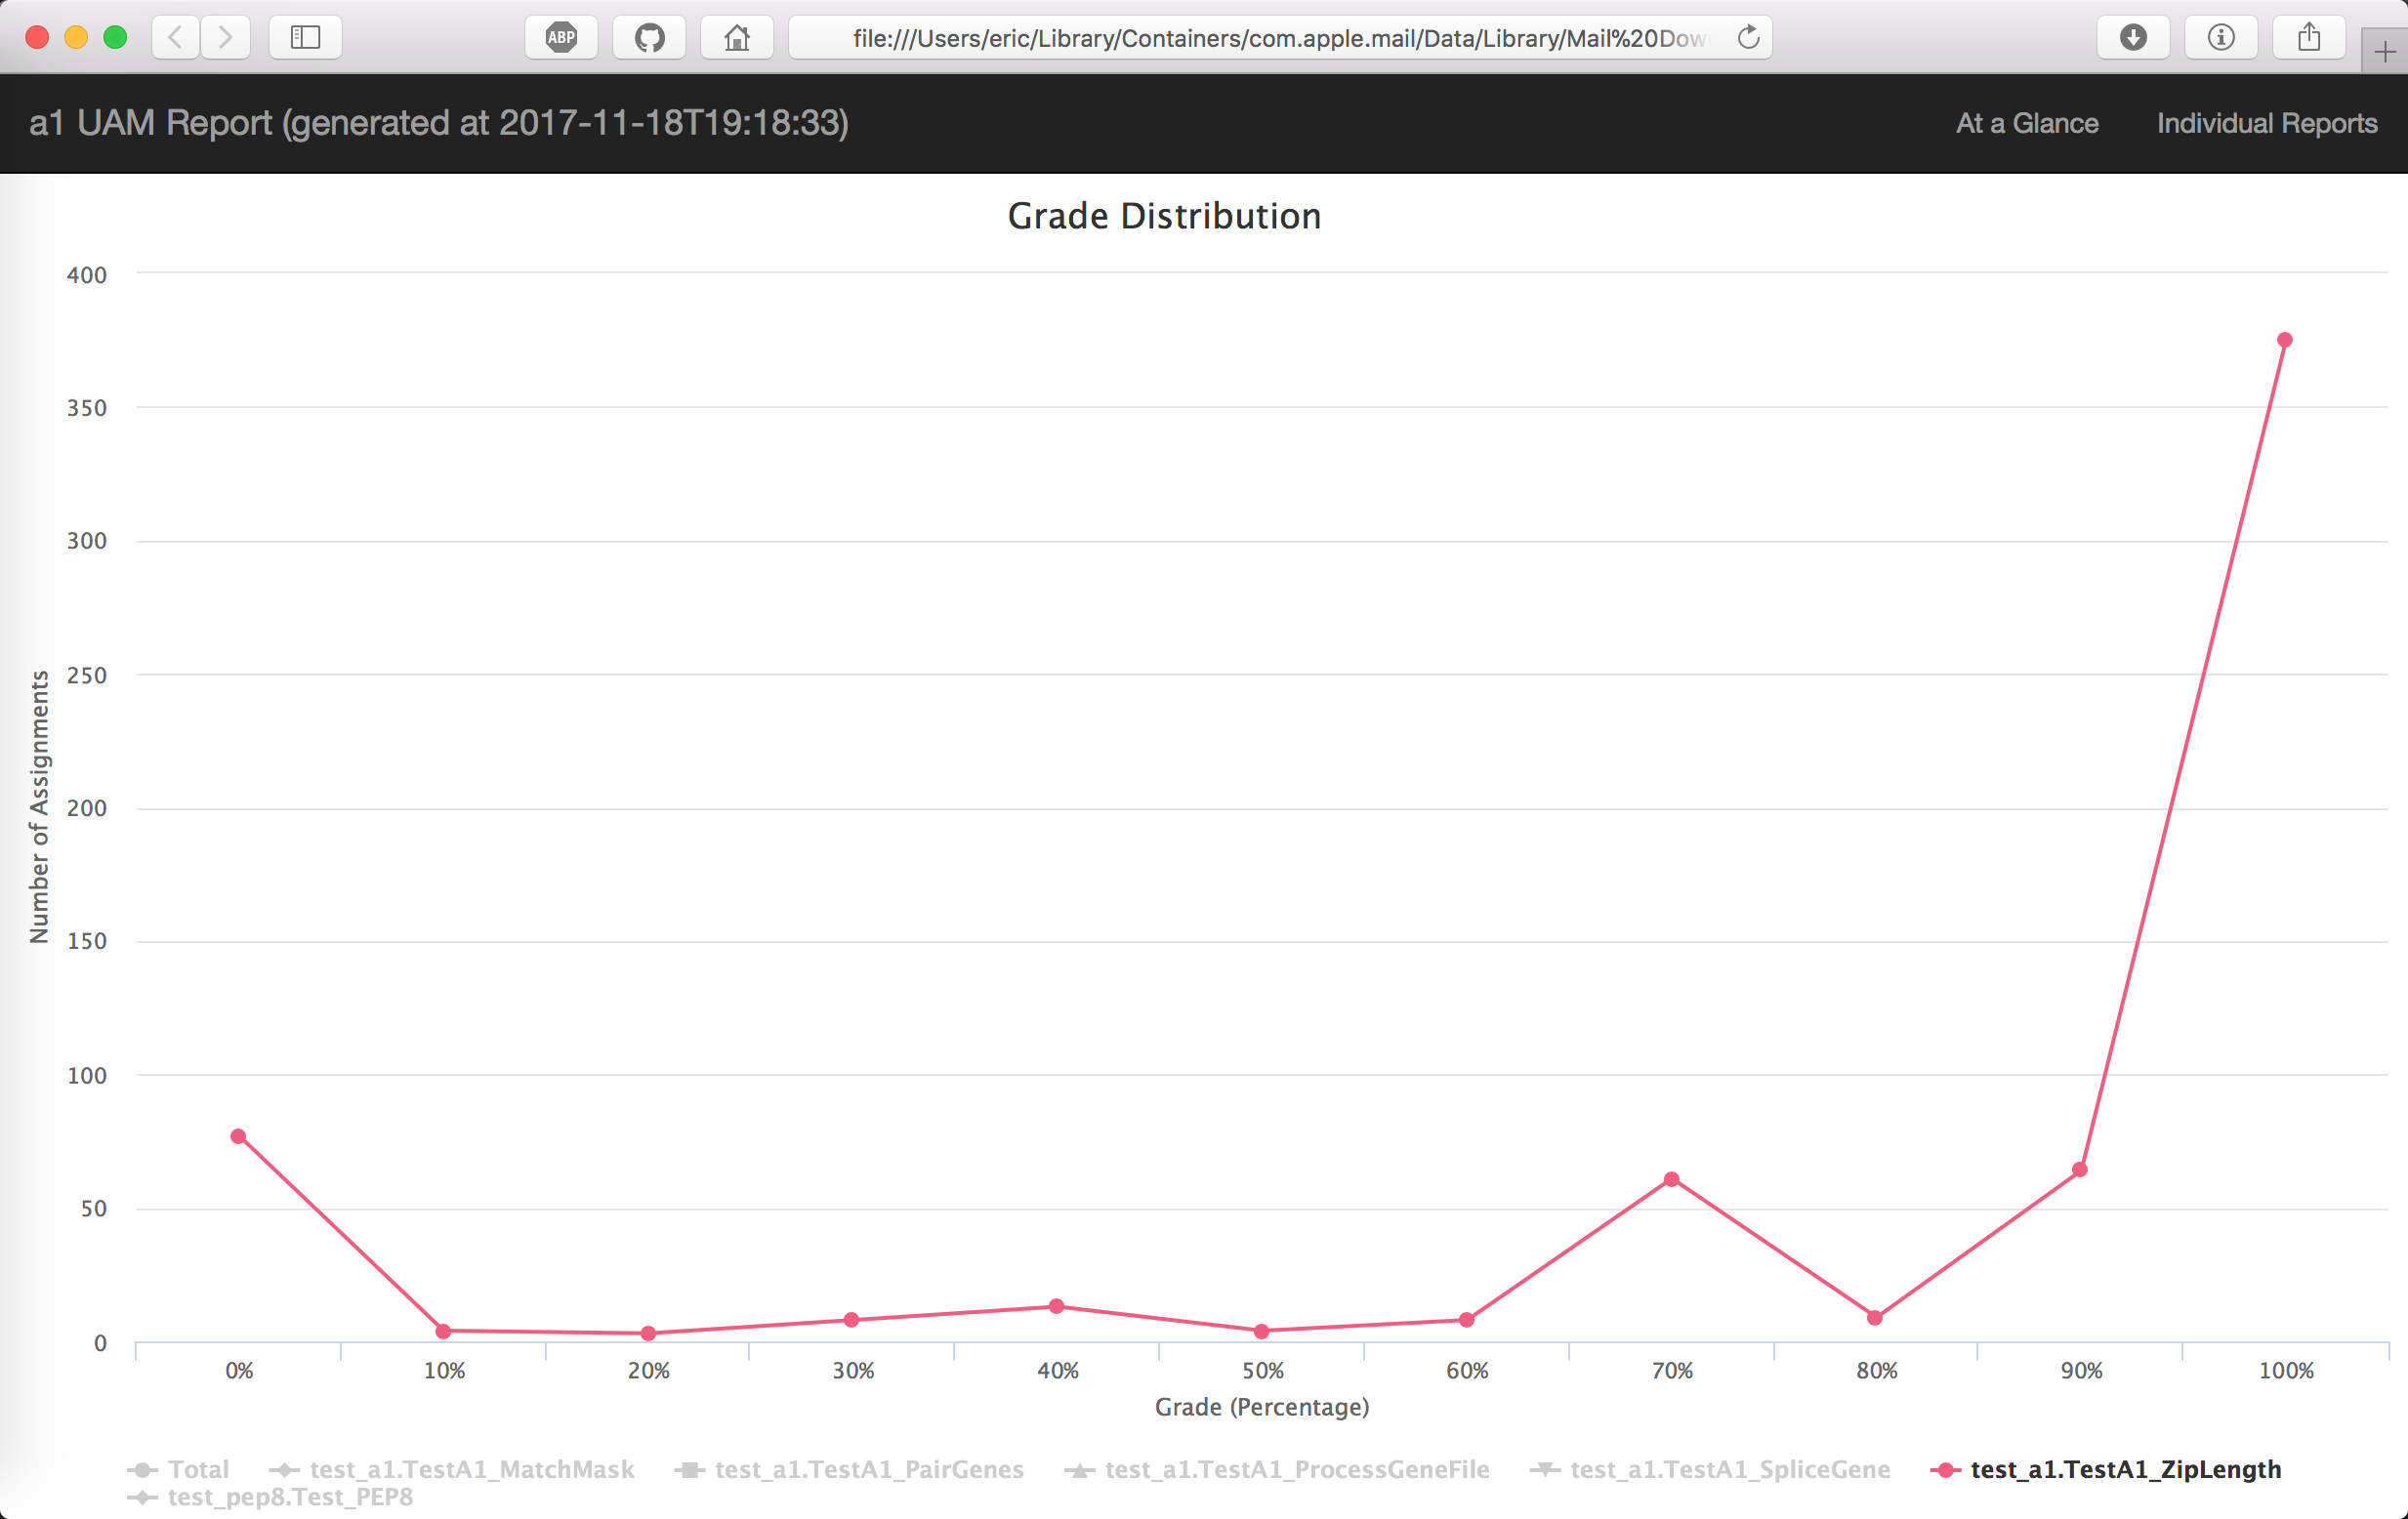 ABP
file:///Users/eric/Library/Containers/com.apple.mail/Data/Library/Mail%20Dow
a1 UAM Report (generated at 2017-11-18T19:18:33)
At a Glance
Individual Reports
Grade Distribution
Number of Assignments
400
350
300
250
200
150
100
50
0
0% 10% 20% 30% 40% 50% 60% 70% 80% 90% 100%
Grade (Percentage)
Total test_a1.TestA1_MatchMask test_a1.TestA1_PairGenes test_a1.TestA1_ProcessGeneFile test_a1.TestA1_SpliceGene test_a1.TestA1_ZipLength
test_pep8.Test_PEP8